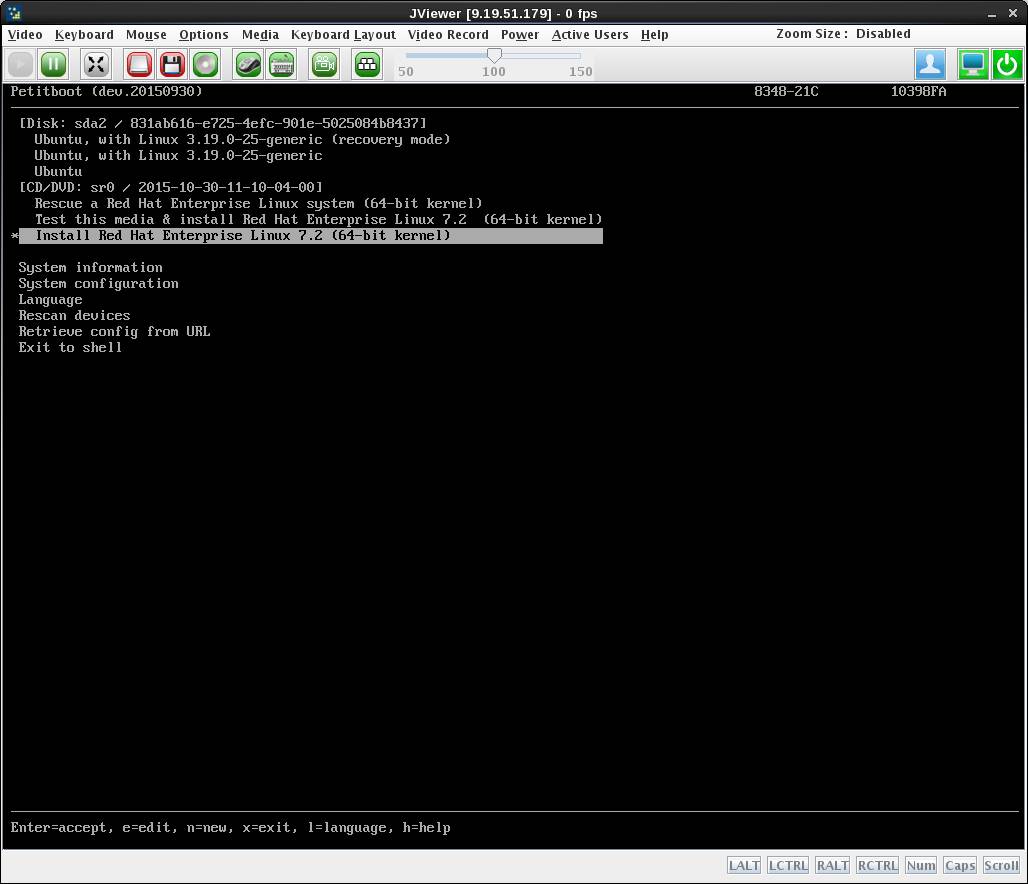 JViewer [9.19.51.179] - 0 fps
Video Keyboard Mouse Options Media Keyboard Layout Video Record Power Active Users Help Zoom Size : Disabled
50 100 150
Petitboot (dev.20150930) 8348-21C 10398FA
[Disk: sda2 / 831ab616-e725-4efc-901e-5025084b8437]
Ubuntu, with Linux 3.19.0-25-generic (recovery mode)
Ubuntu, with Linux 3.19.0-25-generic
Ubuntu
[CD/DVD: sr0 / 2015-10-30-11-10-04-00]
Rescue a Red Hat Enterprise Linux system (64-bit kernel)
Test this media & install Red Hat Enterprise Linux 7.2  (64-bit kernel)
* Install Red Hat Enterprise Linux 7.2 (64-bit kernel)
System information
System configuration
Language
Rescan devices
Retrieve config from URL
Exit to shell
Enter=accept, e=edit, n=new, x=exit, l=language, h=help
LALT LCTRL RALT RCTRL Num Caps Scroll